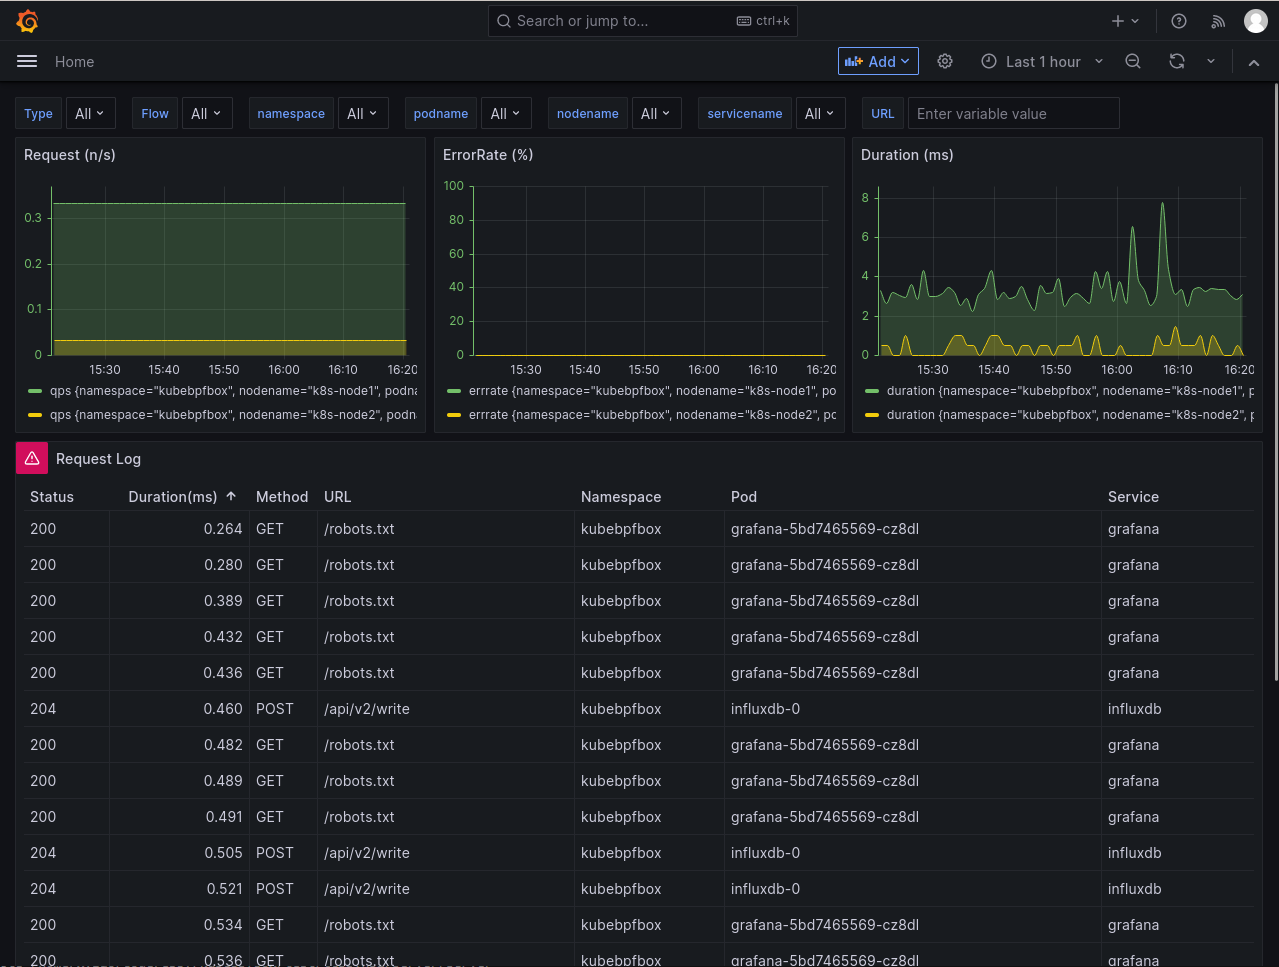 Search or jump to... ctrl+k
Home Add Last 1 hour
Type All Flow All namespace All podname All nodename All servicename All URL Enter variable value
Request (n/s)
0.3
0.2
0.1
0
15:30 15:40 15:50 16:00 16:10 16:20
qps {namespace="kubebpfbox", nodename="k8s-node1", podna
qps {namespace="kubebpfbox", nodename="k8s-node2", podn
ErrorRate (%)
100
80
60
40
20
0
15:30 15:40 15:50 16:00 16:10 16:20
errrate {namespace="kubebpfbox", nodename="k8s-node1", po
errrate {namespace="kubebpfbox", nodename="k8s-node2", po
Duration (ms)
8
6
4
2
0
15:30 15:40 15:50 16:00 16:10 16:20
duration {namespace="kubebpfbox", nodename="k8s-node1", p
duration {namespace="kubebpfbox", nodename="k8s-node2", p
Request Log
Status Duration(ms) Method URL Namespace Pod Service
200 0.264 GET /robots.txt kubebpfbox grafana-5bd7465569-cz8dl grafana
200 0.280 GET /robots.txt kubebpfbox grafana-5bd7465569-cz8dl grafana
200 0.389 GET /robots.txt kubebpfbox grafana-5bd7465569-cz8dl grafana
200 0.432 GET /robots.txt kubebpfbox grafana-5bd7465569-cz8dl grafana
200 0.436 GET /robots.txt kubebpfbox grafana-5bd7465569-cz8dl grafana
204 0.460 POST /api/v2/write kubebpfbox influxdb-0 influxdb
200 0.482 GET /robots.txt kubebpfbox grafana-5bd7465569-cz8dl grafana
200 0.489 GET /robots.txt kubebpfbox grafana-5bd7465569-cz8dl grafana
200 0.491 GET /robots.txt kubebpfbox grafana-5bd7465569-cz8dl grafana
204 0.505 POST /api/v2/write kubebpfbox influxdb-0 influxdb
204 0.521 POST /api/v2/write kubebpfbox influxdb-0 influxdb
200 0.534 GET /robots.txt kubebpfbox grafana-5bd7465569-cz8dl grafana
200 0.536 GET /robots.txt kubebpfbox grafana-5bd7465569-cz8dl grafana